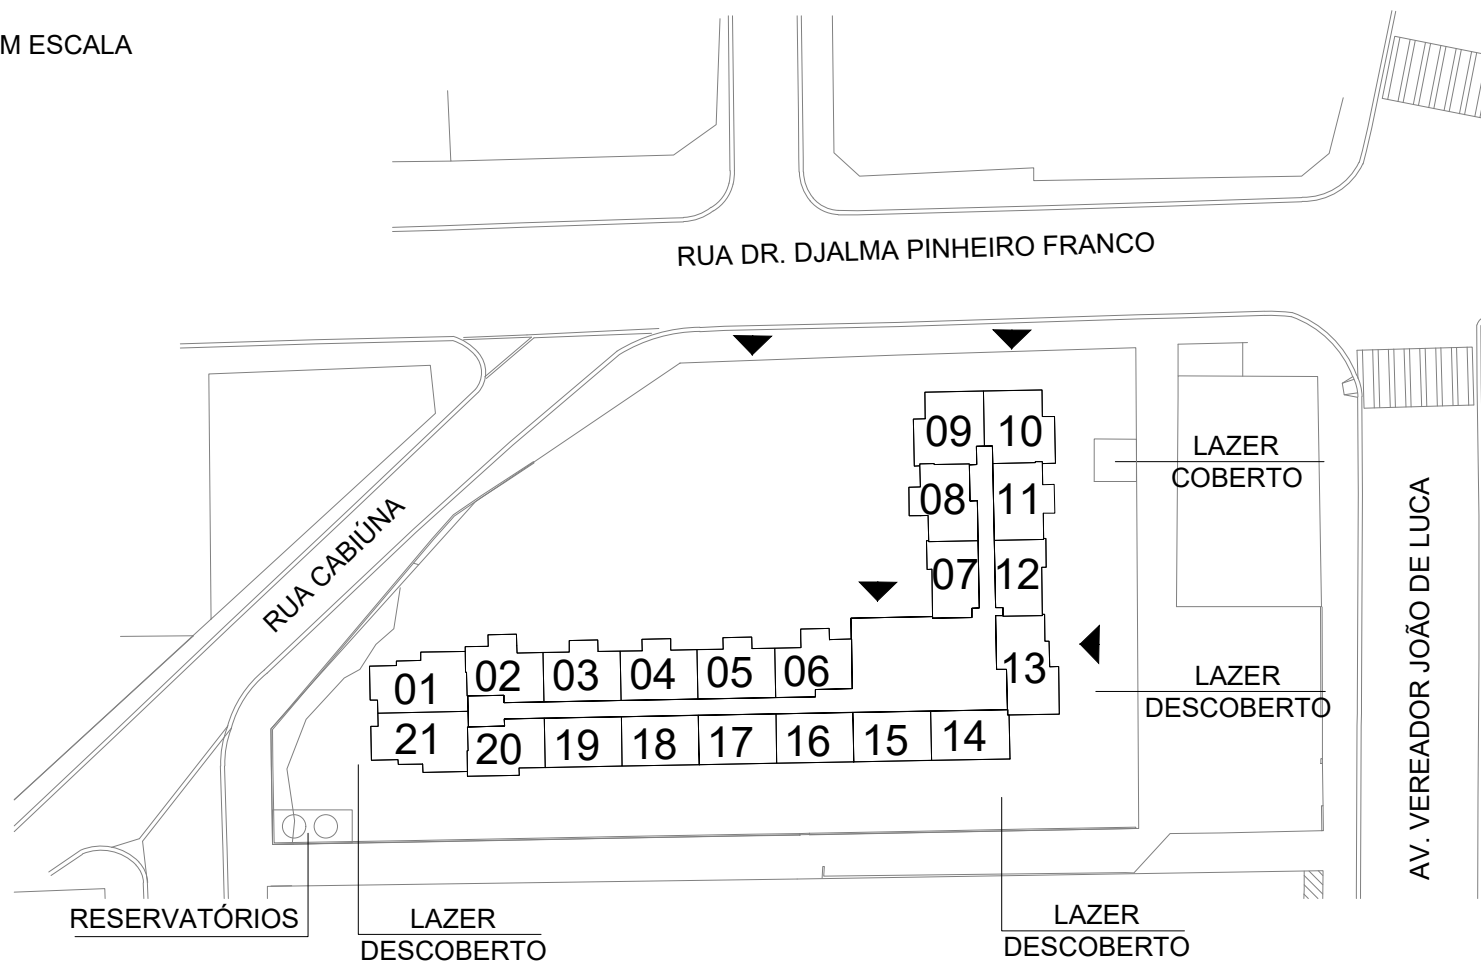 M ESCALA
RUA DR. DJALMA PINHEIRO FRANCO
09 10
LAZER
COBERTO
08 11
RUA CABIÚNA
07 12
AV. VEREADOR JOÃO DE LUCA
01 02 03 04 05 06 13
LAZER
DESCOBERTO
21 20 19 18 17 16 15 14
RESERVATÓRIOS
LAZER
DESCOBERTO
LAZER
DESCOBERTO